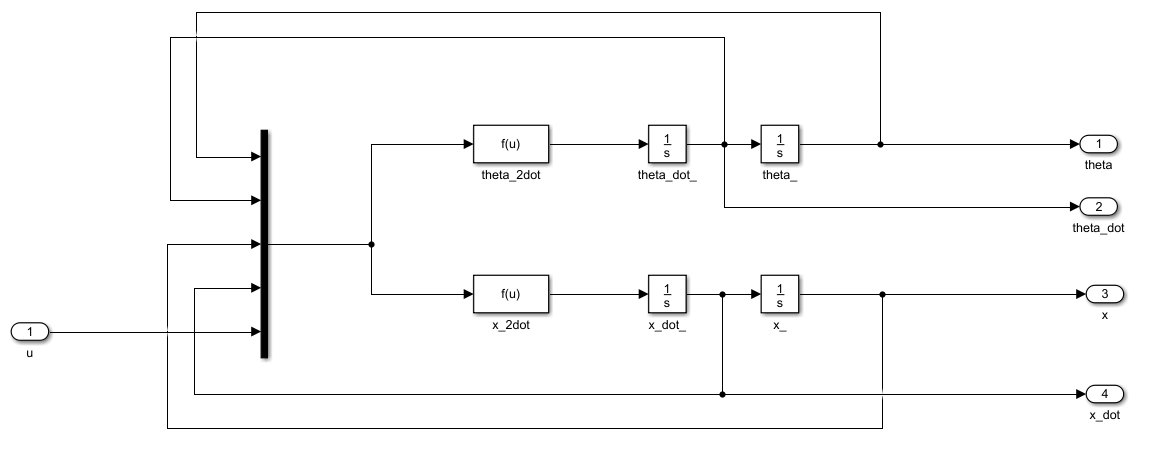 f(u)
theta_2dot
1
s
theta_dot_
1
s
theta_
1
theta
2
theta_dot
f(u)
x_2dot
1
s
x_dot_
1
s
x_
3
x
1
u
4
x_dot